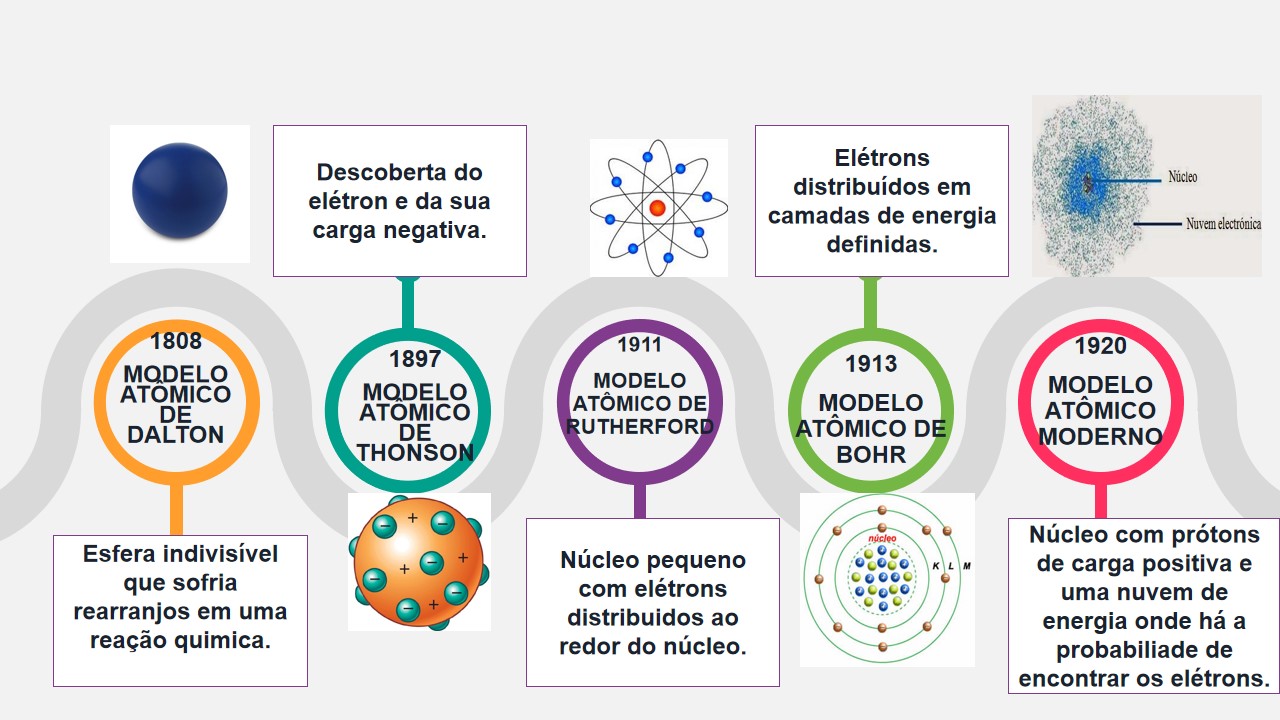 1808
MODELO
ATÔMICO
DE
DALTON
Esfera indivisível
que sofria
rearranjos em uma
reação quimica.
Descoberta do
elétron e da sua
carga negativa.
1897
MODELO
ATÔMICO
DE
THONSON
1911
MODELO
ATÔMICO DE
RUTHERFORD
Núcleo pequeno
com elétrons
distribuidos ao
redor do núcleo.
Elétrons
distribuídos em
camadas de energia
definidas.
1913
MODELO
ATÔMICO DE
BOHR
núcleo
K L M
Núcleo
Nuvem electrónica
1920
MODELO
ATÔMICO
MODERNO
Núcleo com prótons
de carga positiva e
uma nuvem de
energia onde há a
probabiliade de
encontrar os elétrons.